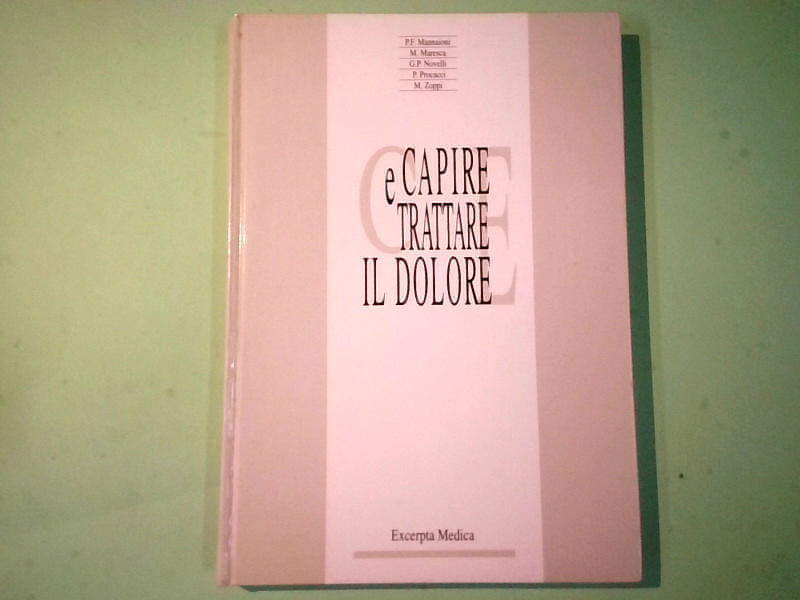 P.F. Mannaioni
M. Maresca
G.P. Novelli
P. Procacci
M. Zoppi
CAPIRE
e TRATTARE
IL DOLORE
Excerpta Medica